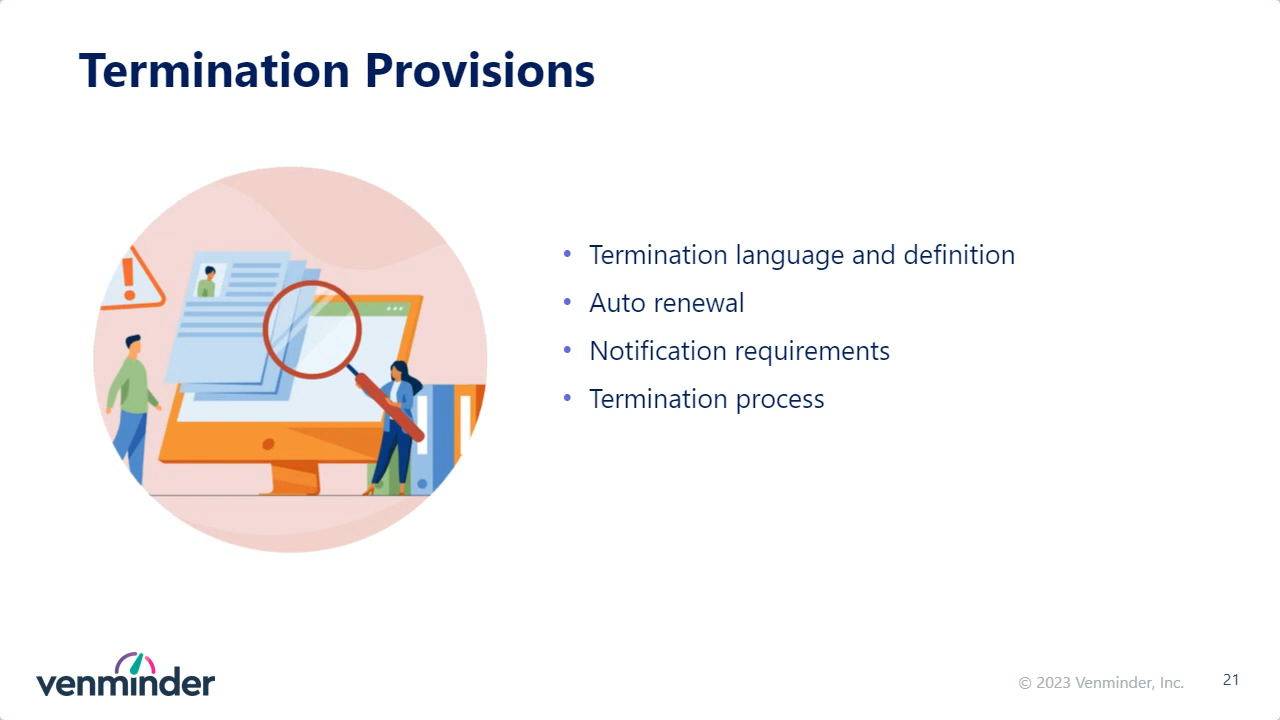 Termination Provisions
• Termination language and definition
• Auto renewal
• Notification requirements
• Termination process
venminder
© 2023 Venminder, Inc.
21